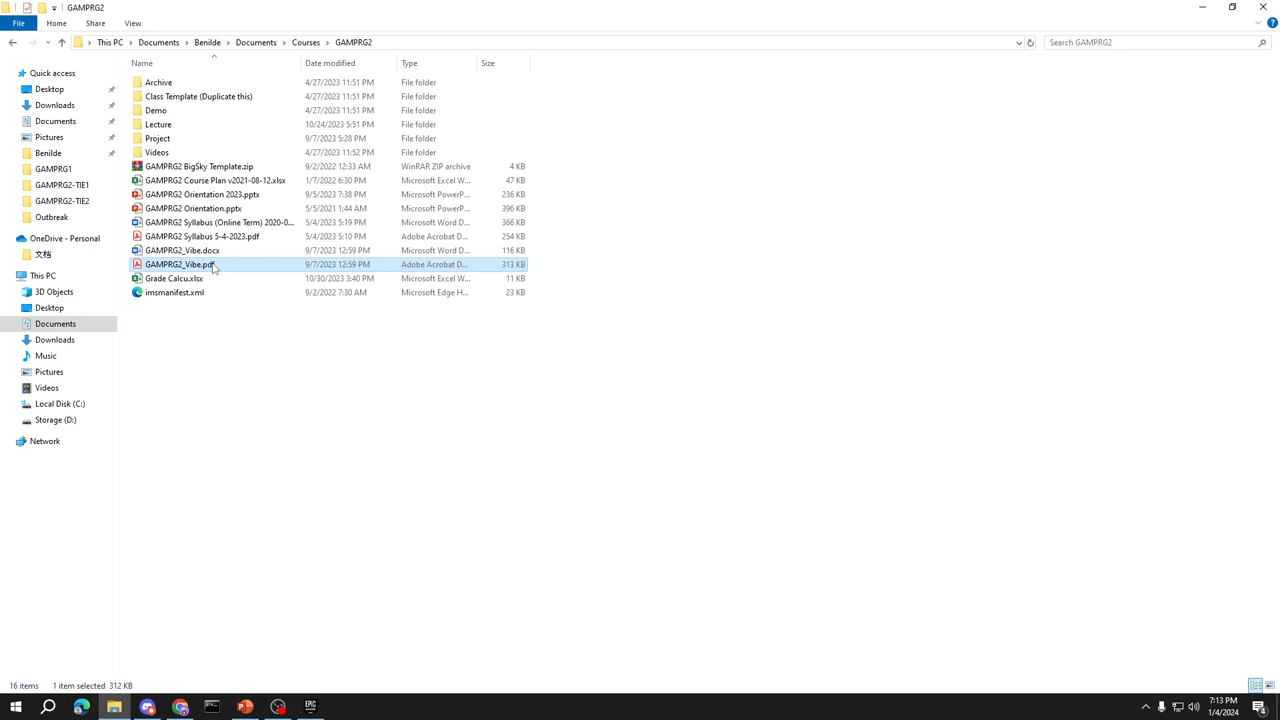 GAMPRG2
File Home Share View
This PC Documents Benilde Documents Courses GAMPRG2 Search GAMPRG2
Name Date modified Type Size
Quick access
Desktop
Downloads
Documents
Pictures
Benilde
GAMPRG1
GAMPRG2-TIE1
GAMPRG2-TIE2
Outbreak
OneDrive - Personal
文档
This PC
3D Objects
Desktop
Documents
Downloads
Music
Pictures
Videos
Local Disk (C:)
Storage (D:)
Network
Archive 4/27/2023 11:51 PM File folder
Class Template (Duplicate this) 4/27/2023 11:51 PM File folder
Demo 4/27/2023 11:51 PM File folder
Lecture 10/24/2023 5:51 PM File folder
Project 9/7/2023 5:28 PM File folder
Videos 4/27/2023 11:52 PM File folder
GAMPRG2 BigSky Template.zip 9/2/2022 12:33 AM WinRAR ZIP archive 4 KB
GAMPRG2 Course Plan v2021-08-12.xlsx 1/7/2022 6:30 PM Microsoft Excel W... 47 KB
GAMPRG2 Orientation 2023.pptx 9/5/2023 7:38 PM Microsoft PowerP... 236 KB
GAMPRG2 Orientation.pptx 5/5/2021 1:44 AM Microsoft PowerP... 396 KB
GAMPRG2 Syllabus (Online Term) 2020-0... 5/4/2023 5:19 PM Microsoft Word D... 366 KB
GAMPRG2 Syllabus 5-4-2023.pdf 5/4/2023 5:10 PM Adobe Acrobat D... 254 KB
GAMPRG2_Vibe.docx 9/7/2023 12:59 PM Microsoft Word D... 116 KB
GAMPRG2_Vibe.pdf 9/7/2023 12:59 PM Adobe Acrobat D... 313 KB
Grade Calcu.xlsx 10/30/2023 3:40 PM Microsoft Excel W... 11 KB
imsmanifest.xml 9/2/2022 7:30 AM Microsoft Edge H... 23 KB
16 items 1 item selected 312 KB
EPIC
7:13 PM
1/4/2024